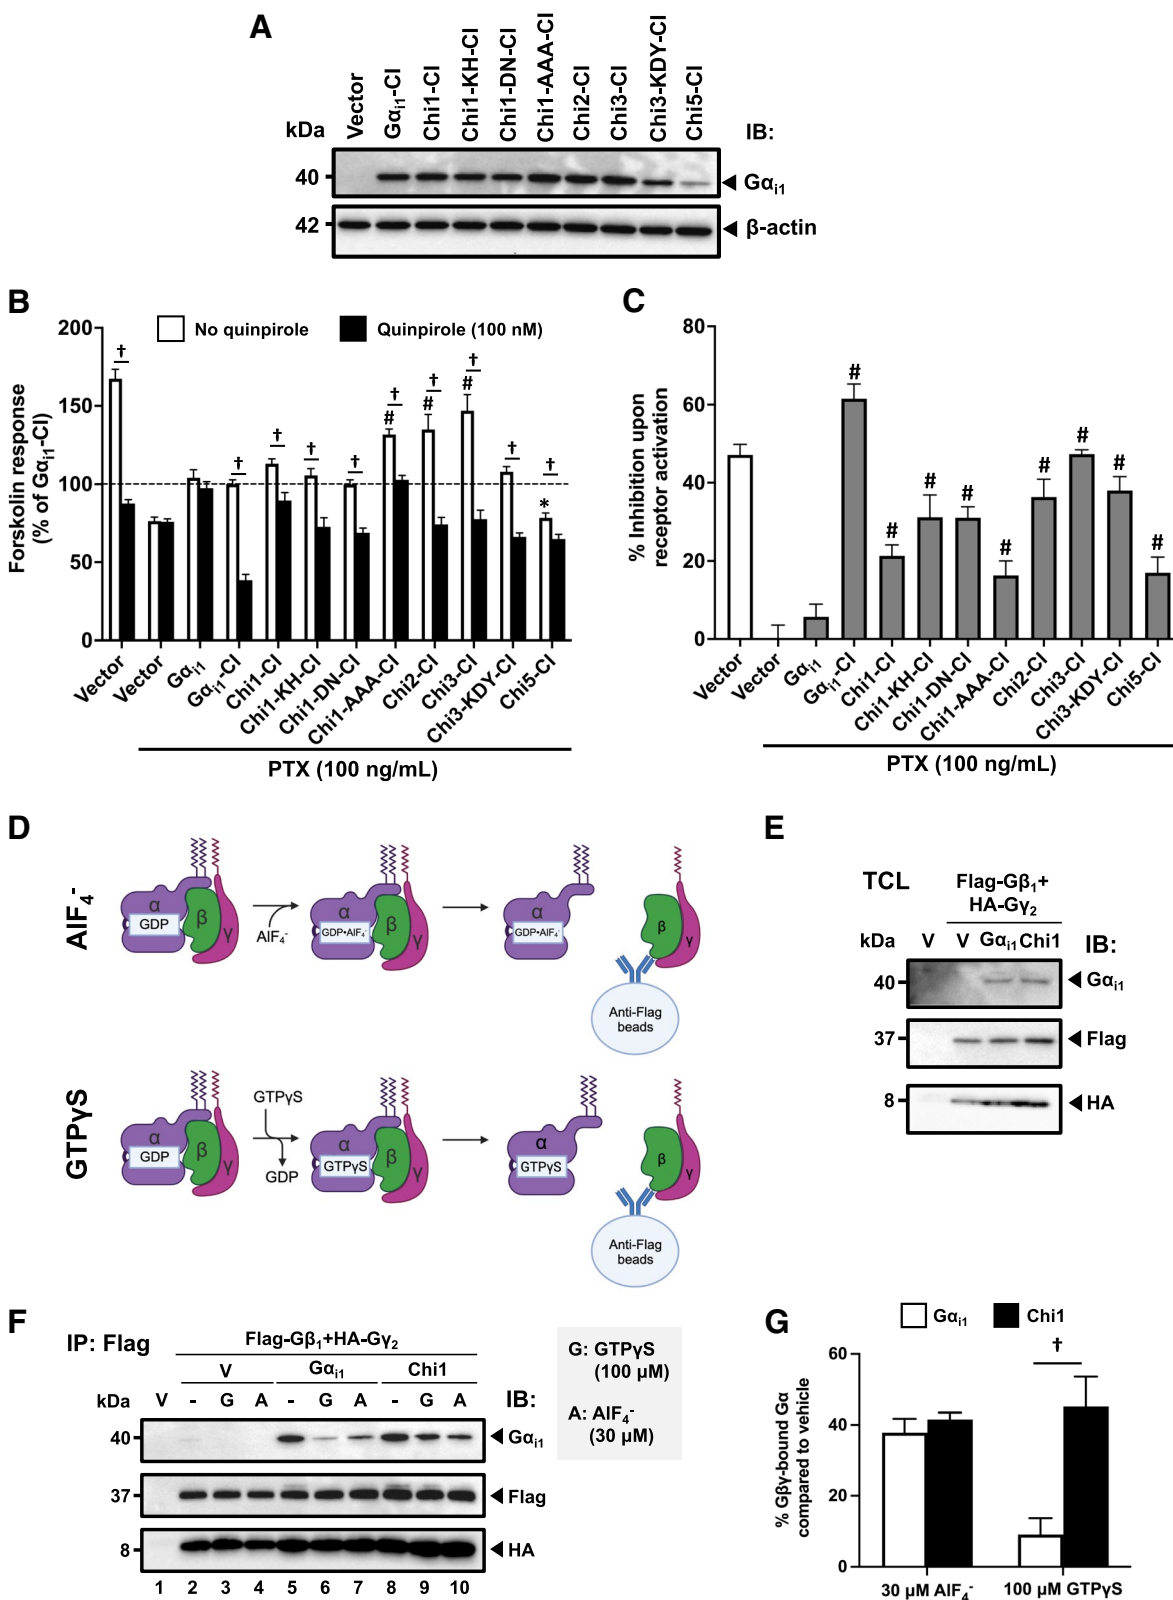 A
Vector
Gαi1-CI
Chi1-CI
Chi1-KH-CI
Chi1-DN-CI
Chi1-AAA-CI
Chi2-CI
Chi3-CI
Chi3-KDY-CI
Chi5-CI
kDa
IB:
40
Gαi1
42
β-actin
B
No quinpirole
Quinpirole (100 nM)
Forskolin response
(% of Gαi1-CI)
200
150
100
50
0
†
†
†
†
†
#
†
#
†
#
†
†
*
†
Vector
Vector
Gαi1
Gαi1-CI
Chi1-CI
Chi1-KH-CI
Chi1-DN-CI
Chi1-AAA-CI
Chi2-CI
Chi3-CI
Chi3-KDY-CI
Chi5-CI
PTX (100 ng/mL)
C
% Inhibition upon
receptor activation
80
60
40
20
0
#
#
#
#
#
#
#
#
#
Vector
Vector
Gαi1
Gαi1-CI
Chi1-CI
Chi1-KH-CI
Chi1-DN-CI
Chi1-AAA-CI
Chi2-CI
Chi3-CI
Chi3-KDY-CI
Chi5-CI
PTX (100 ng/mL)
D
AlF4-
α
GDP
β
γ
AlF4-
α
GDP•AlF4-
β
γ
α
GDP•AlF4-
β
γ
Anti-Flag
beads
GTPγS
α
GDP
β
γ
GTPγS
GDP
α
GTPγS
β
γ
α
GTPγS
β
γ
Anti-Flag
beads
E
TCL
Flag-Gβ1+
HA-Gγ2
kDa V V Gαi1 Chi1 IB:
40 Gαi1
37 Flag
8 HA
F
IP: Flag
Flag-Gβ1+HA-Gγ2
V Gαi1 Chi1
kDa V - G A - G A - G A IB:
40 Gαi1
37 Flag
8 HA
1 2 3 4 5 6 7 8 9 10
G: GTPγS
(100 µM)
A: AlF4-
(30 µM)
G
Gαi1 Chi1
% Gβγ-bound Gα
compared to vehicle
60
40
20
0
†
30 µM AlF4- 100 µM GTPγS